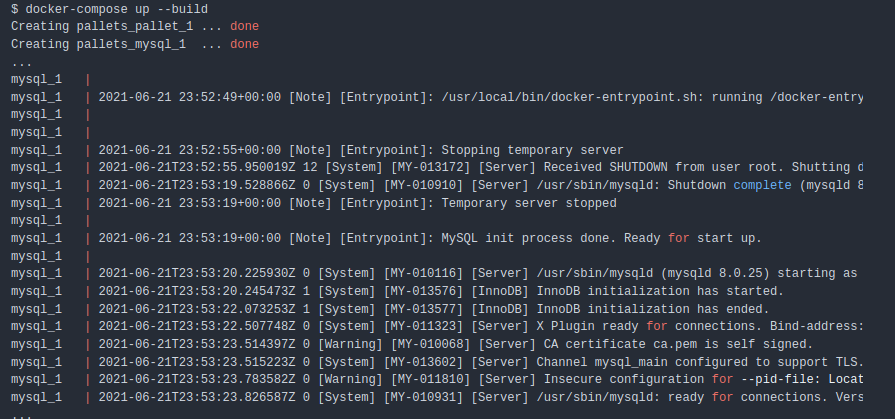 $ docker-compose up --build
Creating pallets_pallet_1 ... done
Creating pallets_mysql_1  ... done
...
mysql_1   |
mysql_1   | 2021-06-21 23:52:49+00:00 [Note] [Entrypoint]: /usr/local/bin/docker-entrypoint.sh: running /docker-entry
mysql_1   |
mysql_1   |
mysql_1   | 2021-06-21 23:52:55+00:00 [Note] [Entrypoint]: Stopping temporary server
mysql_1   | 2021-06-21T23:52:55.950019Z 12 [System] [MY-013172] [Server] Received SHUTDOWN from user root. Shutting d
mysql_1   | 2021-06-21T23:53:19.528866Z 0 [System] [MY-010910] [Server] /usr/sbin/mysqld: Shutdown complete (mysqld 8
mysql_1   | 2021-06-21 23:53:19+00:00 [Note] [Entrypoint]: Temporary server stopped
mysql_1   |
mysql_1   | 2021-06-21 23:53:19+00:00 [Note] [Entrypoint]: MySQL init process done. Ready for start up.
mysql_1   |
mysql_1   | 2021-06-21T23:53:20.225930Z 0 [System] [MY-010116] [Server] /usr/sbin/mysqld (mysqld 8.0.25) starting as
mysql_1   | 2021-06-21T23:53:20.245473Z 1 [System] [MY-013576] [InnoDB] InnoDB initialization has started.
mysql_1   | 2021-06-21T23:53:22.073253Z 1 [System] [MY-013577] [InnoDB] InnoDB initialization has ended.
mysql_1   | 2021-06-21T23:53:22.507748Z 0 [System] [MY-011323] [Server] X Plugin ready for connections. Bind-address:
mysql_1   | 2021-06-21T23:53:23.514397Z 0 [Warning] [MY-010068] [Server] CA certificate ca.pem is self signed.
mysql_1   | 2021-06-21T23:53:23.515223Z 0 [System] [MY-013602] [Server] Channel mysql_main configured to support TLS.
mysql_1   | 2021-06-21T23:53:23.783582Z 0 [Warning] [MY-011810] [Server] Insecure configuration for --pid-file: Locat
mysql_1   | 2021-06-21T23:53:23.826587Z 0 [System] [MY-010931] [Server] /usr/sbin/mysqld: ready for connections. Vers
...